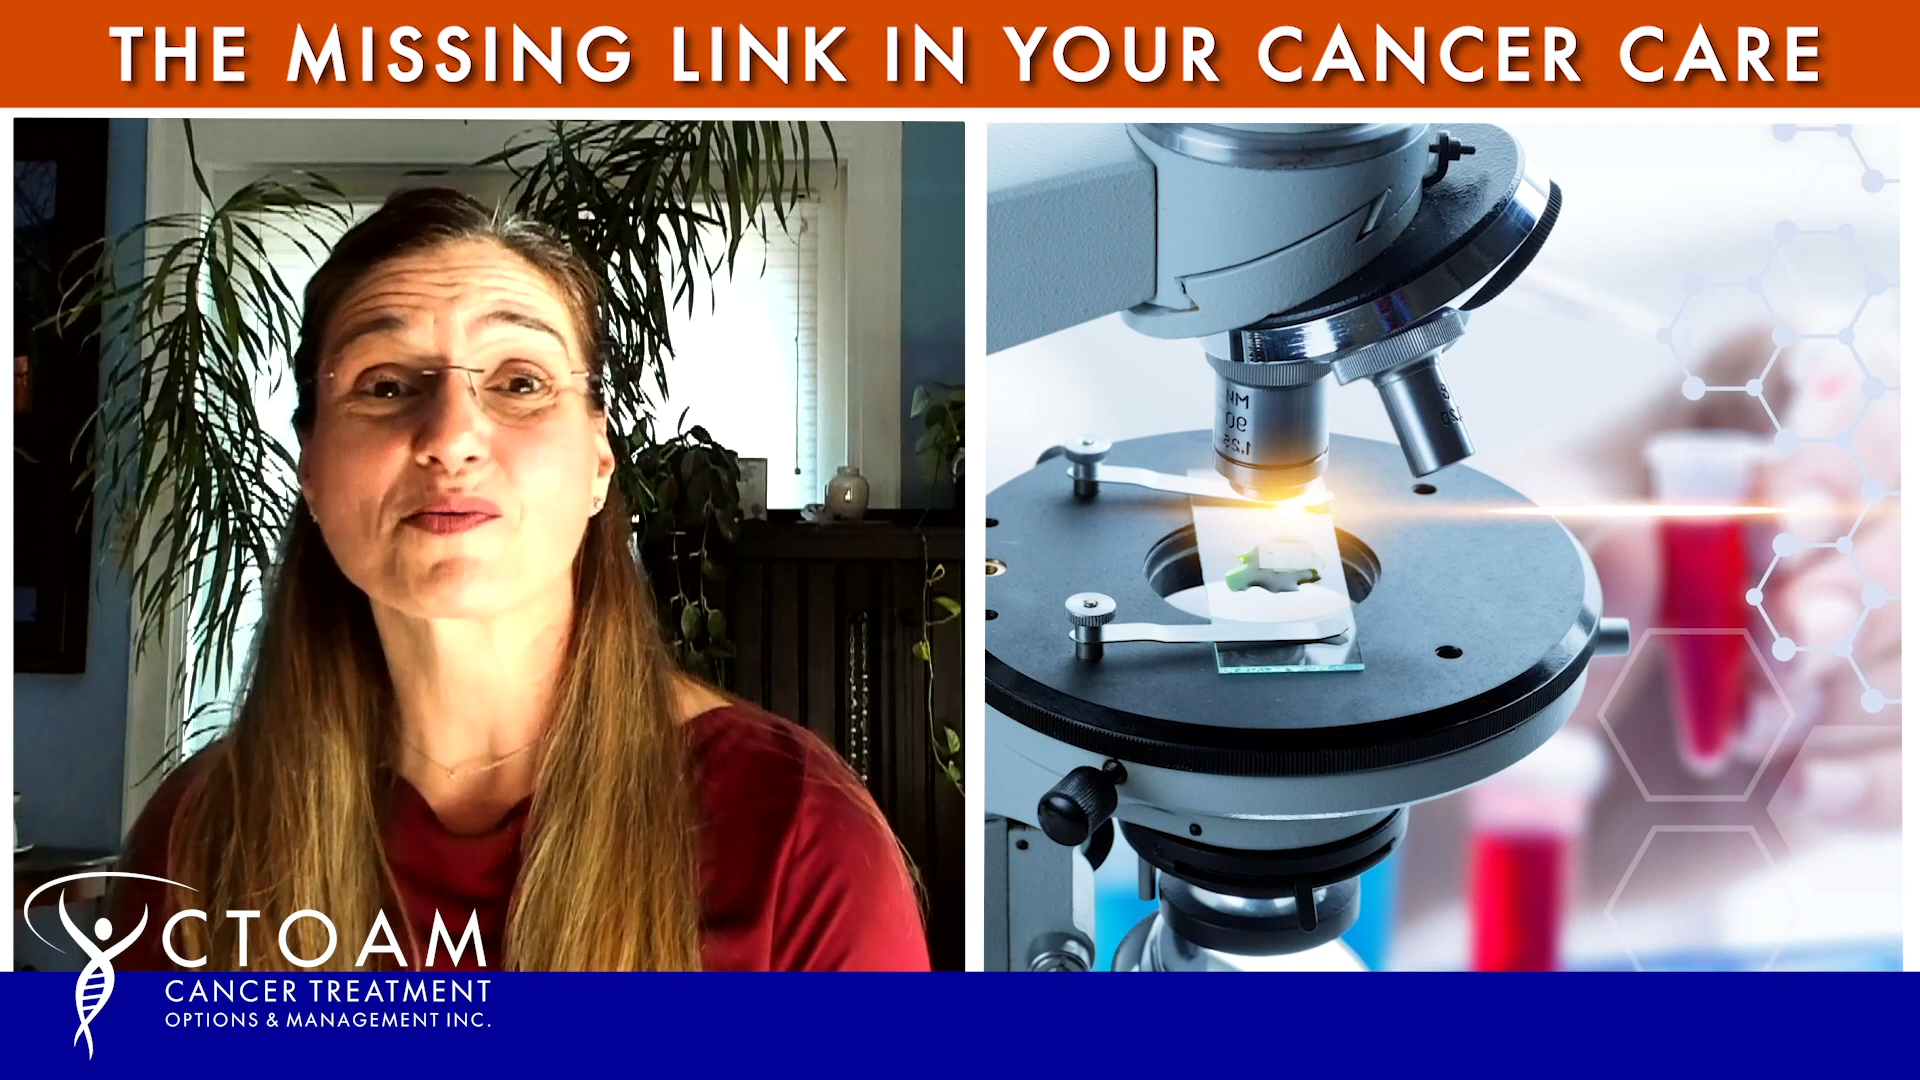 THE MISSING LINK IN YOUR CANCER CARE
CTOAM
CANCER TREATMENT
OPTIONS & MANAGEMENT INC.